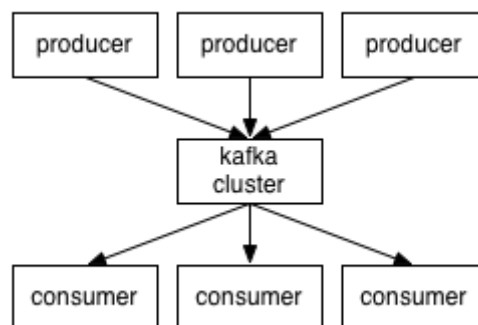 producer
producer
producer
kafka
cluster
consumer
consumer
consumer